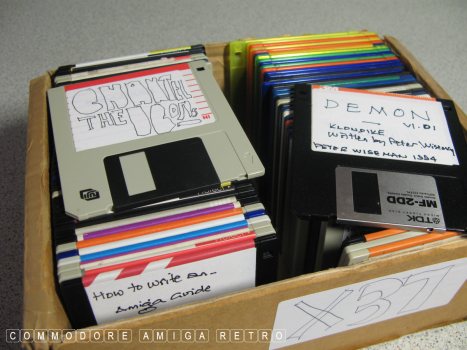 CHAIN
THE
DEMON
V1.01
KLONDIKE
Written by Peter Wiseman
PETER WISEMAN 1994
TDK
MF-2DD
How to write an
Amiga Guide
X37
COMMODORE AMIGA RETRO